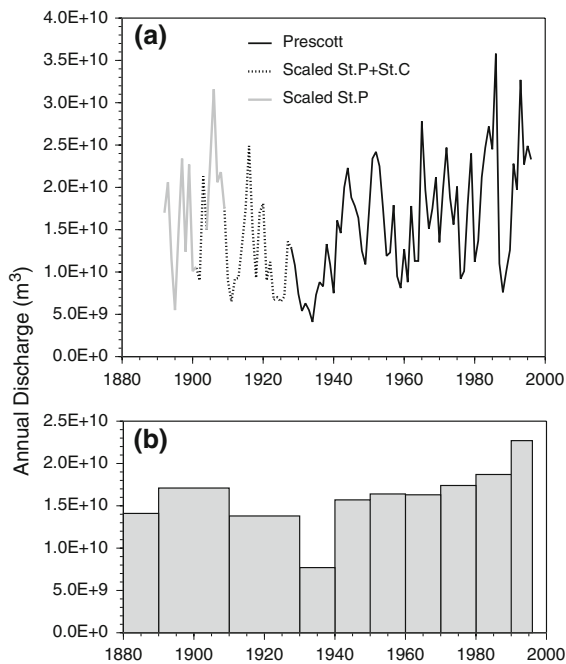 Annual Discharge (m³)
(a)
4.0E+10
3.5E+10
3.0E+10
2.5E+10
2.0E+10
1.5E+10
1.0E+10
5.0E+9
0.0E+0
Prescott
Scaled St.P+St.C
Scaled St.P
1880 1900 1920 1940 1960 1980 2000
(b)
2.5E+10
2.0E+10
1.5E+10
1.0E+10
5.0E+9
0.0E+0
1880 1900 1920 1940 1960 1980 2000